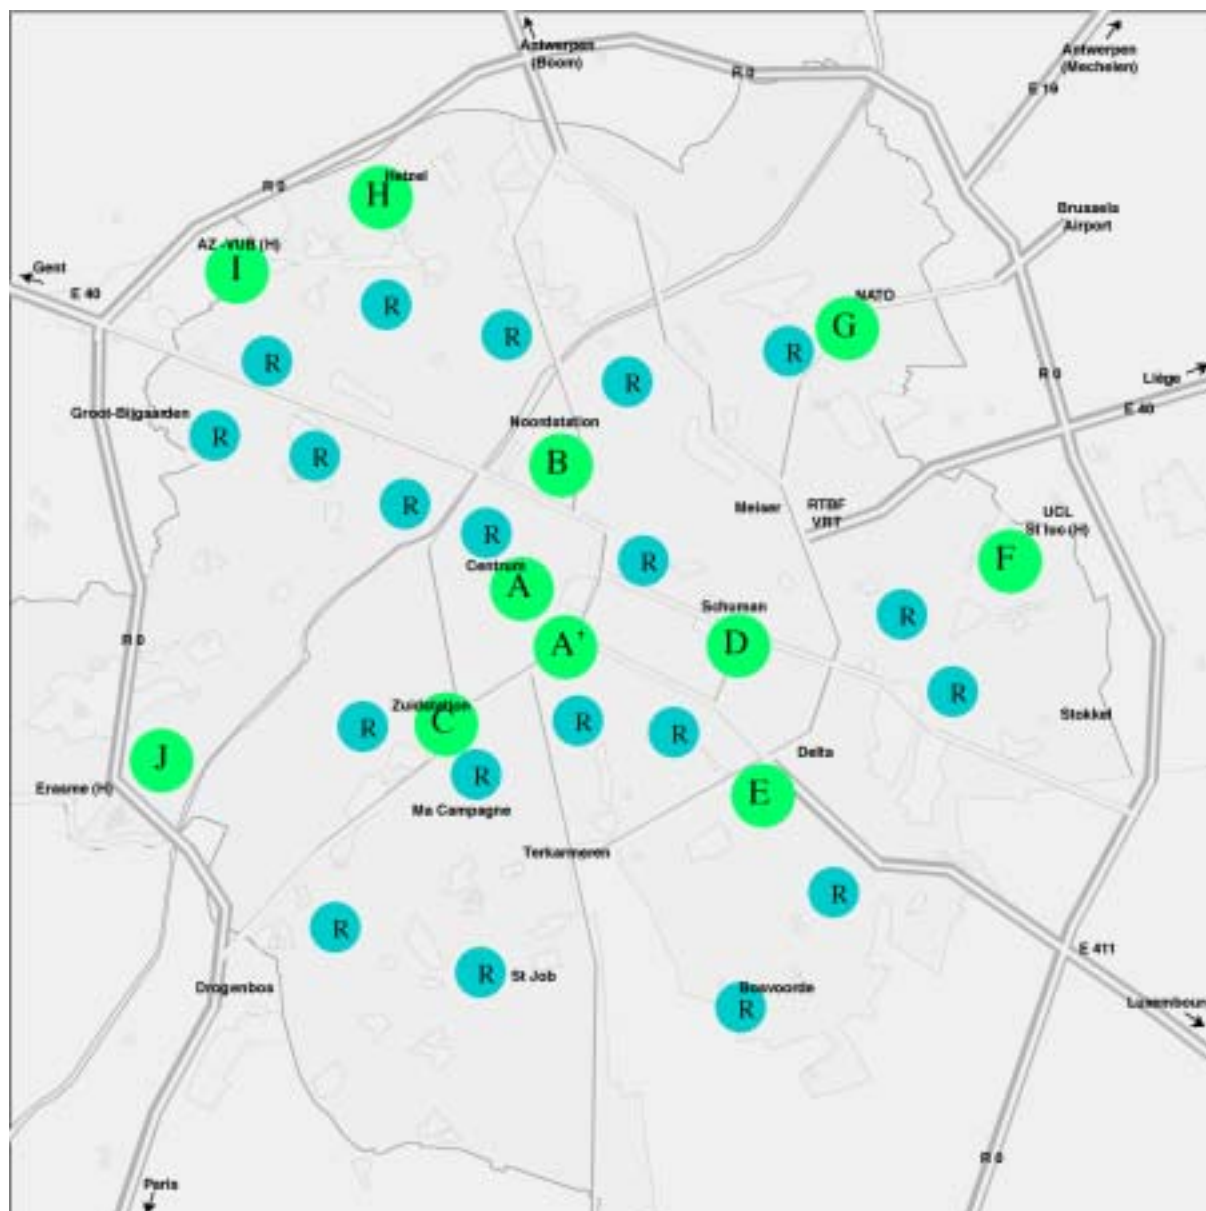 Antwerpen
(Boom)
Antwerpen
(Mechelen)
R 0
E 19
Heizel
H
R 0
Brussels
Airport
AZ-VUB (H)
I
Gent
E 40
NATO
G
R
R
R
R
R
R
R 0
Liége
E 40
Groot-Bijgaarden
Noordstation
R
R
B
R
Meiser
RTBF
VRT
UCL
St luc (H)
R
Centrum
R
F
A
Schuman
R
R 0
A'
D
R
Zuidstation
C
R
R
R
Stokkel
J
Delta
Erasme (H)
R
E
Ma Campagne
Terkameren
R
R
E 411
R
St Job
Drogenbos
Bosvoorde
R
Luxembour
R 0
Paris